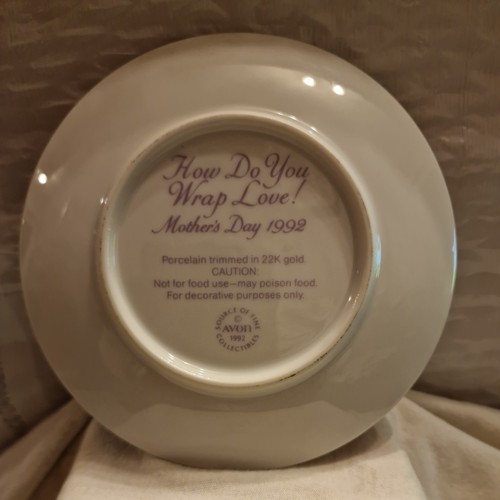 How Do You
Wrap Love!
Mother's Day 1992
Porcelain trimmed in 22K gold.
CAUTION:
Not for food use—may poison food.
For decorative purposes only.
SOURCE OF FINE
©
AVON
1992
COLLECTIBLES